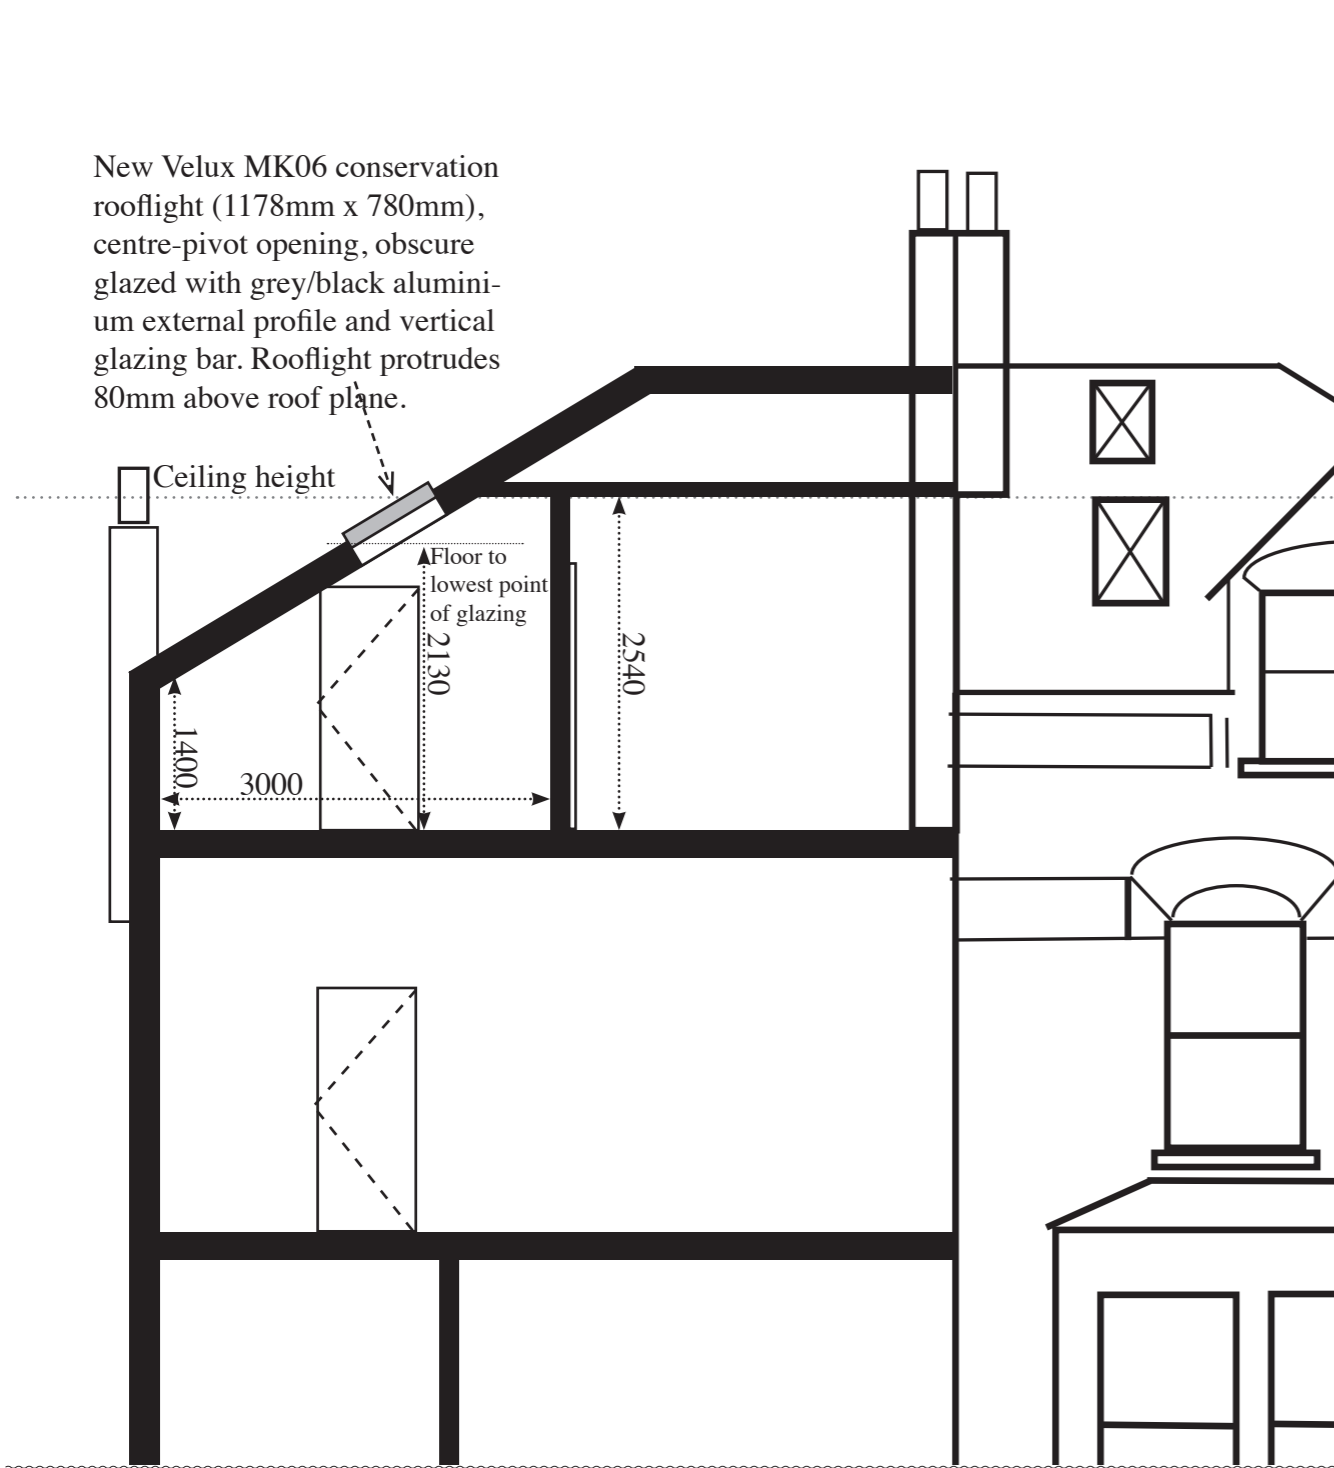 New Velux MK06 conservation
rooflight (1178mm x 780mm),
centre-pivot opening, obscure
glazed with grey/black alumini-
um external profile and vertical
glazing bar. Rooflight protrudes
80mm above roof plane.
Ceiling height
Floor to
lowest point
of glazing
2130
2540
1400
3000